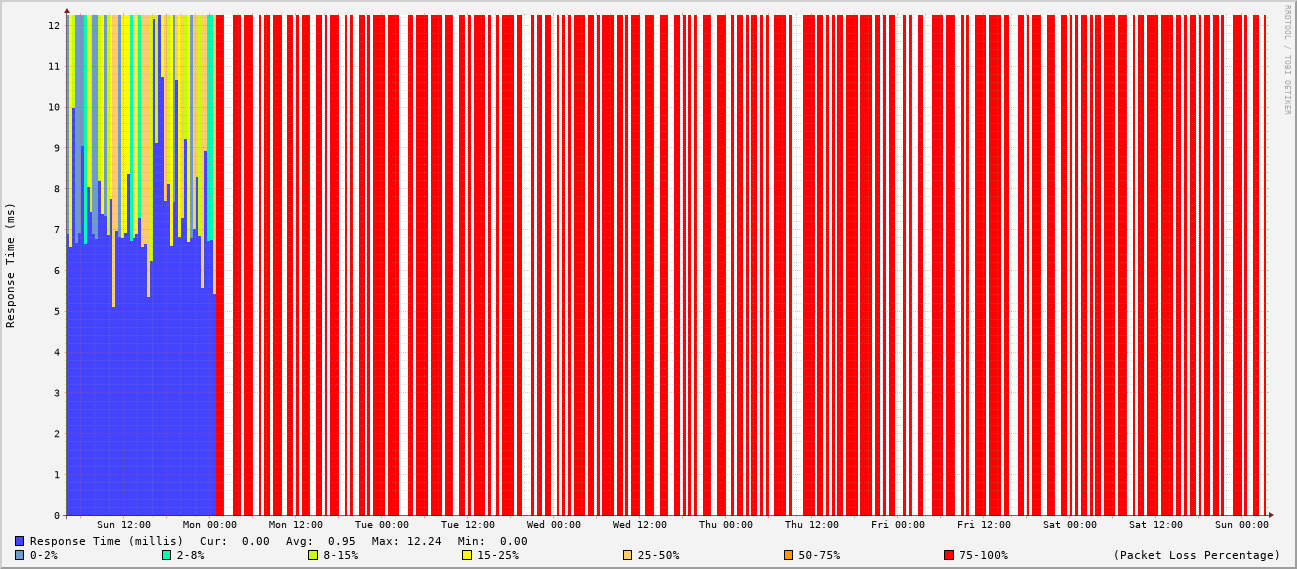 RRDTOOL / TOBI OETIKER
Response Time (ms)
12
11
10
9
8
7
6
5
4
3
2
1
0
Sun 12:00 Mon 00:00 Mon 12:00 Tue 00:00 Tue 12:00 Wed 00:00 Wed 12:00 Thu 00:00 Thu 12:00 Fri 00:00 Fri 12:00 Sat 00:00 Sat 12:00 Sun 00:00
Response Time (millis) Cur: 0.00 Avg: 0.95 Max: 12.24 Min: 0.00
0-2% 2-8% 8-15% 15-25% 25-50% 50-75% 75-100% (Packet Loss Percentage)